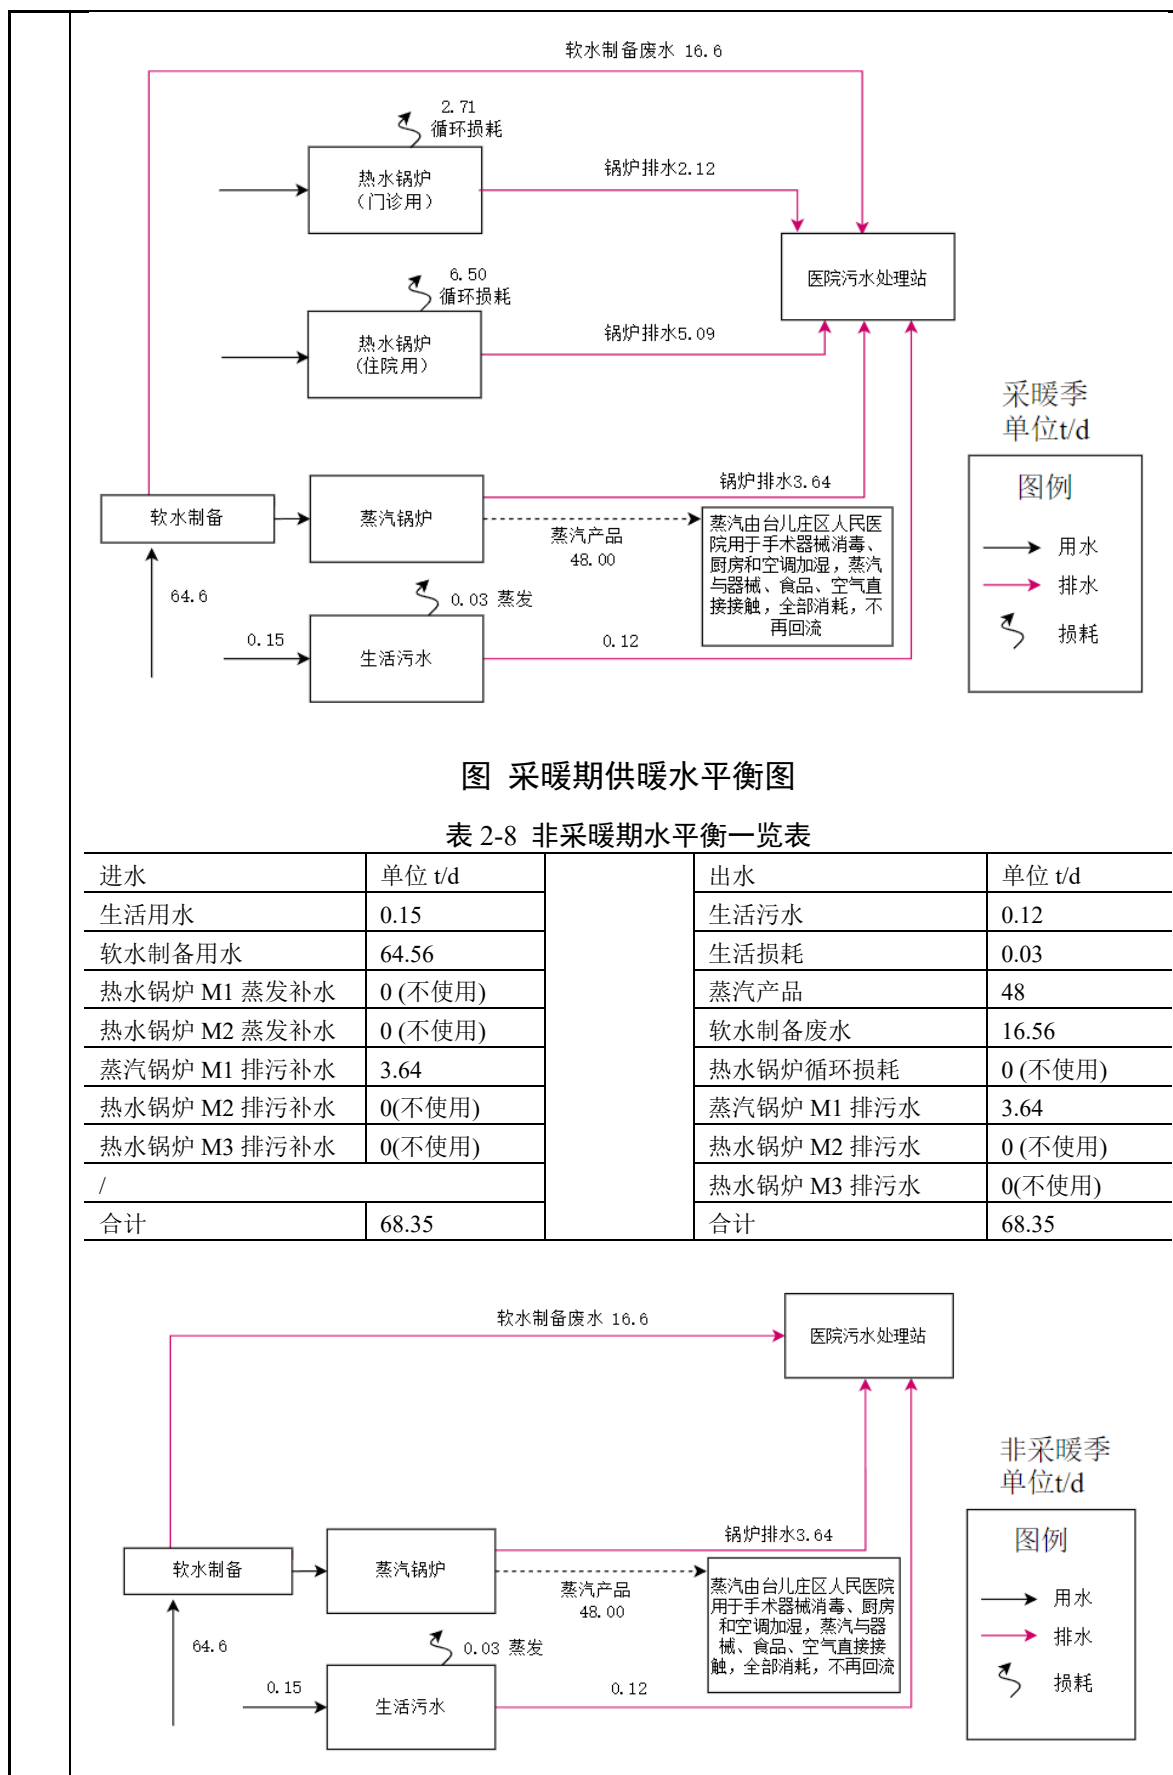 软水制备废水 16.6
2.71
循环损耗
热水锅炉
（门诊用）
锅炉排水2.12
6.50
循环损耗
医院污水处理站
热水锅炉
(住院用)
锅炉排水5.09
采暖季
单位t/d
锅炉排水3.64
图例
软水制备
蒸汽锅炉
蒸汽产品
48.00
蒸汽由台儿庄区人民医
院用于手术器械消毒、
厨房和空调加湿，蒸汽
与器械、食品、空气直
接接触，全部消耗，不
再回流
用水
排水
损耗
64.6
0.03 蒸发
0.15
生活污水
0.12
图 采暖期供暖水平衡图
表 2-8 非采暖期水平衡一览表
进水 单位 t/d 出水 单位 t/d
生活用水 0.15 生活污水 0.12
软水制备用水 64.56 生活损耗 0.03
热水锅炉 M1 蒸发补水 0 (不使用) 蒸汽产品 48
热水锅炉 M2 蒸发补水 0 (不使用) 软水制备废水 16.56
蒸汽锅炉 M1 排污补水 3.64 热水锅炉循环损耗 0 (不使用)
热水锅炉 M2 排污补水 0(不使用) 蒸汽锅炉 M1 排污水 3.64
热水锅炉 M3 排污补水 0(不使用) 热水锅炉 M2 排污水 0 (不使用)
/ 热水锅炉 M3 排污水 0(不使用)
合计 68.35 合计 68.35
软水制备废水 16.6
医院污水处理站
非采暖季
单位t/d
锅炉排水3.64
图例
软水制备
蒸汽锅炉
蒸汽产品
48.00
蒸汽由台儿庄区人民医院
用于手术器械消毒、厨房
和空调加湿，蒸汽与器
械、食品、空气直接接
触，全部消耗，不再回流
用水
排水
损耗
64.6
0.03 蒸发
0.15
生活污水
0.12